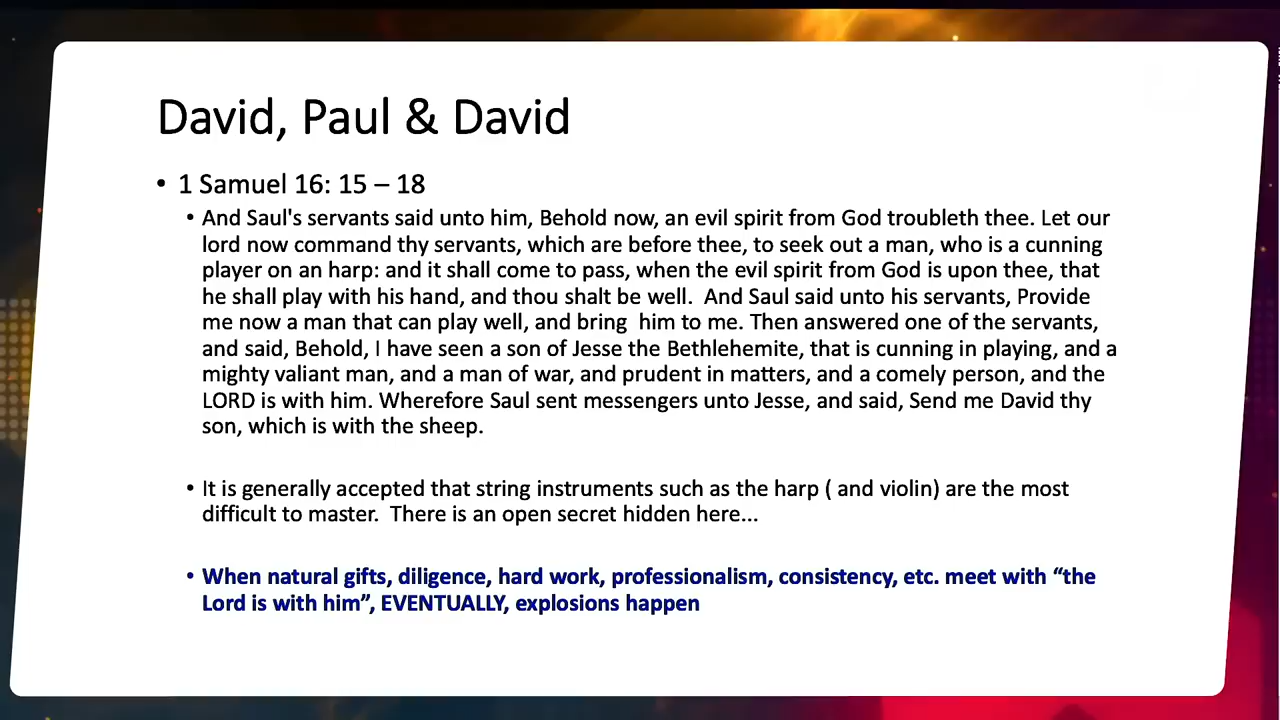 David, Paul & David
• 1 Samuel 16: 15 – 18
• And Saul's servants said unto him, Behold now, an evil spirit from God troubleth thee. Let our
lord now command thy servants, which are before thee, to seek out a man, who is a cunning
player on an harp: and it shall come to pass, when the evil spirit from God is upon thee, that
he shall play with his hand, and thou shalt be well.  And Saul said unto his servants, Provide
me now a man that can play well, and bring  him to me. Then answered one of the servants,
and said, Behold, I have seen a son of Jesse the Bethlehemite, that is cunning in playing, and a
mighty valiant man, and a man of war, and prudent in matters, and a comely person, and the
LORD is with him. Wherefore Saul sent messengers unto Jesse, and said, Send me David thy
son, which is with the sheep.
• It is generally accepted that string instruments such as the harp ( and violin) are the most
difficult to master.  There is an open secret hidden here...
• When natural gifts, diligence, hard work, professionalism, consistency, etc. meet with “the
Lord is with him”, EVENTUALLY, explosions happen